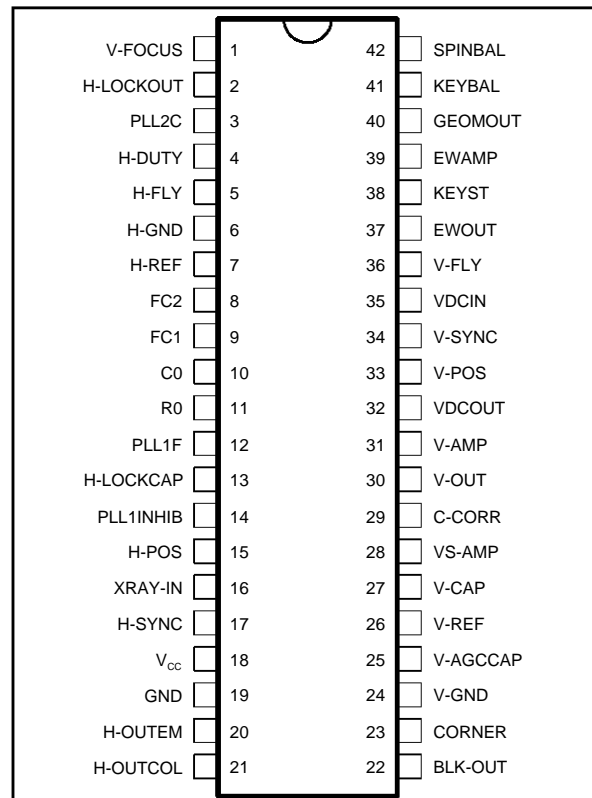 V-FOCUS 1 42 SPINBAL
H-LOCKOUT 2 41 KEYBAL
PLL2C 3 40 GEOMOUT
H-DUTY 4 39 EWAMP
H-FLY 5 38 KEYST
H-GND 6 37 EWOUT
H-REF 7 36 V-FLY
FC2 8 35 VDCIN
FC1 9 34 V-SYNC
C0 10 33 V-POS
R0 11 32 VDCOUT
PLL1F 12 31 V-AMP
H-LOCKCAP 13 30 V-OUT
PLL1INHIB 14 29 C-CORR
H-POS 15 28 VS-AMP
XRAY-IN 16 27 V-CAP
H-SYNC 17 26 V-REF
VCC 18 25 V-AGCCAP
GND 19 24 V-GND
H-OUTEM 20 23 CORNER
H-OUTCOL 21 22 BLK-OUT